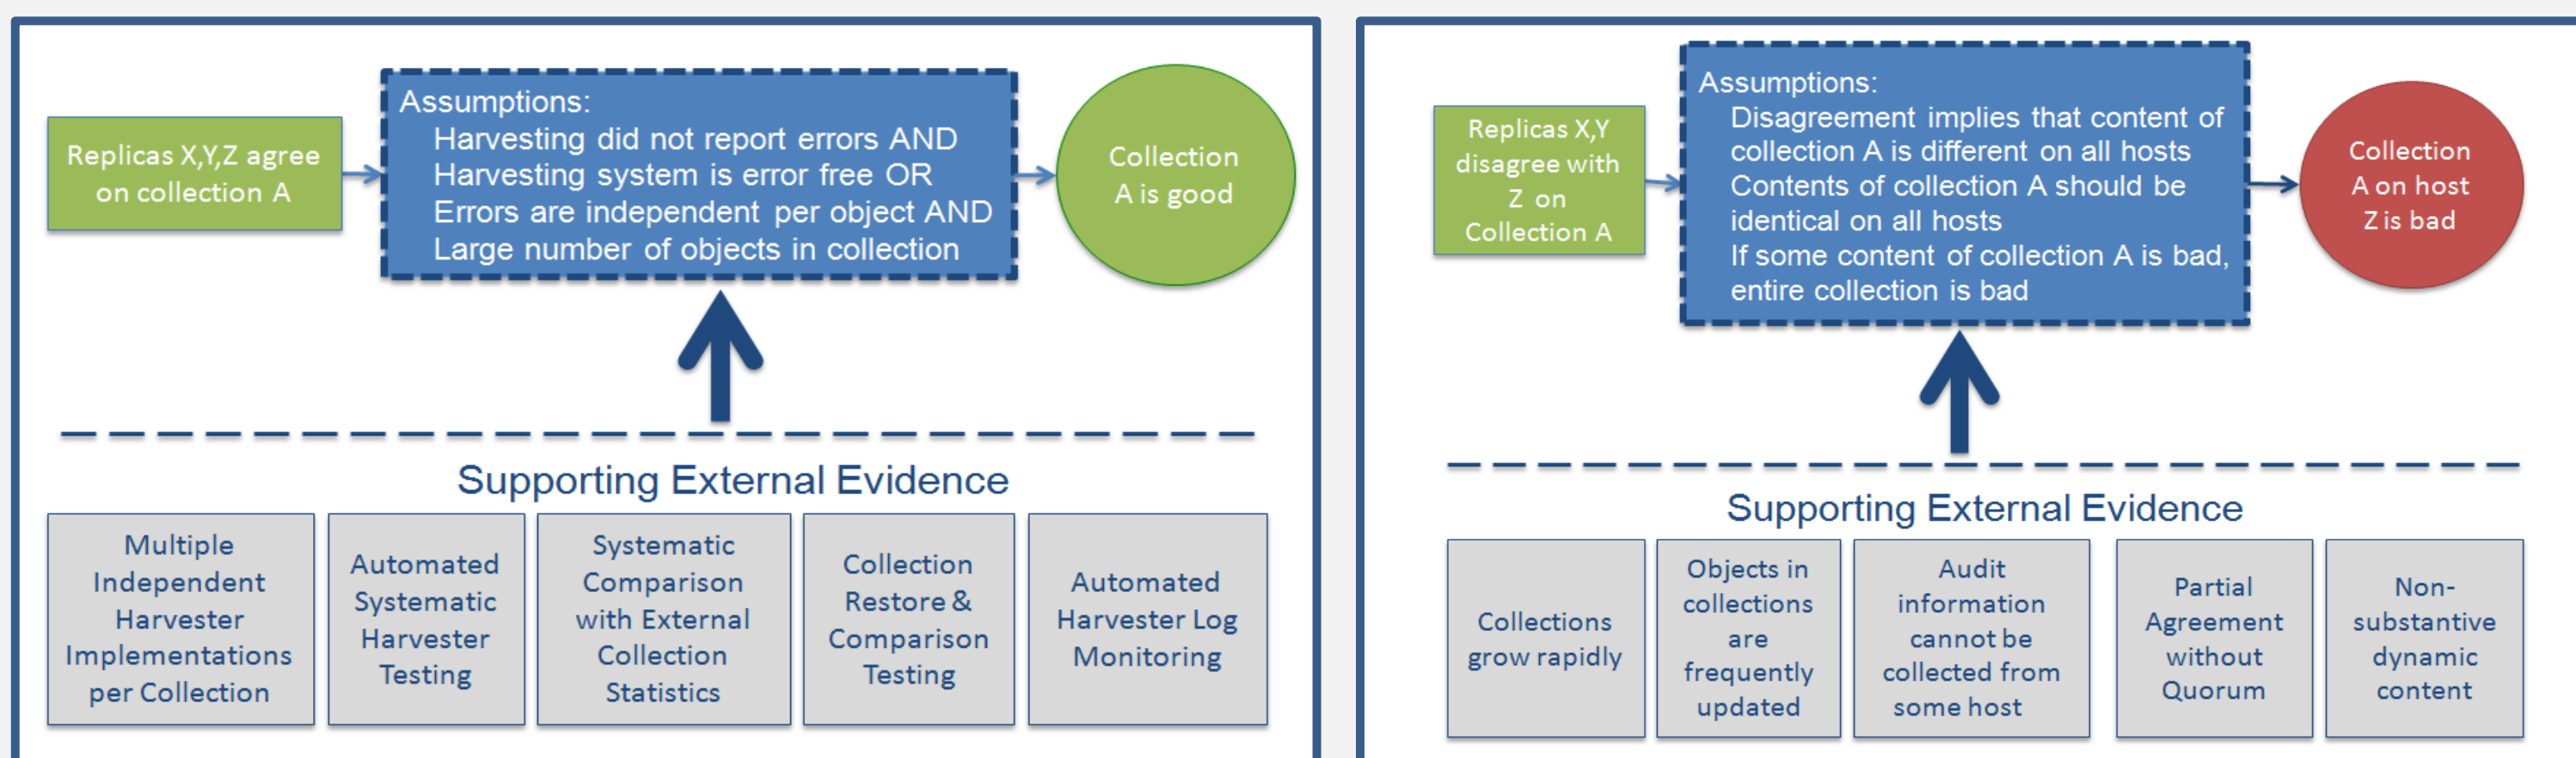 Replicas X,Y,Z agree
on collection A
Assumptions:
Harvesting did not report errors AND
Harvesting system is error free OR
Errors are independent per object AND
Large number of objects in collection
Collection
A is good
Supporting External Evidence
Multiple
Independent
Harvester
Implementations
per Collection
Automated
Systematic
Harvester
Testing
Systematic
Comparison
with External
Collection
Statistics
Collection
Restore &
Comparison
Testing
Automated
Harvester Log
Monitoring
Replicas X,Y
disagree with
Z on
Collection A
Assumptions:
Disagreement implies that content of
collection A is different on all hosts
Contents of collection A should be
identical on all hosts
If some content of collection A is bad,
entire collection is bad
Collection
A on host
Z is bad
Supporting External Evidence
Collections
grow rapidly
Objects in
collections
are
frequently
updated
Audit
information
cannot be
collected from
some host
Partial
Agreement
without
Quorum
Non-
substantive
dynamic
content